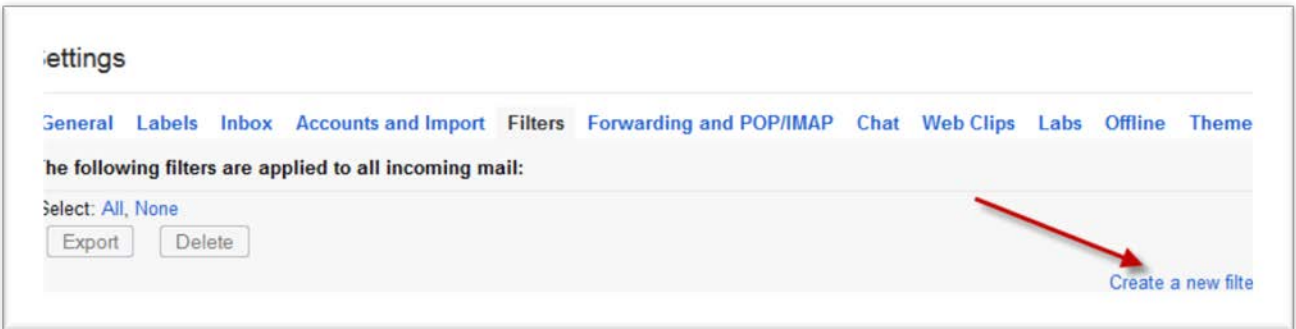 ettings
General Labels Inbox Accounts and Import Filters Forwarding and POP/IMAP Chat Web Clips Labs Offline Theme
he following filters are applied to all incoming mail:
Select: All, None
Export Delete
Create a new filte